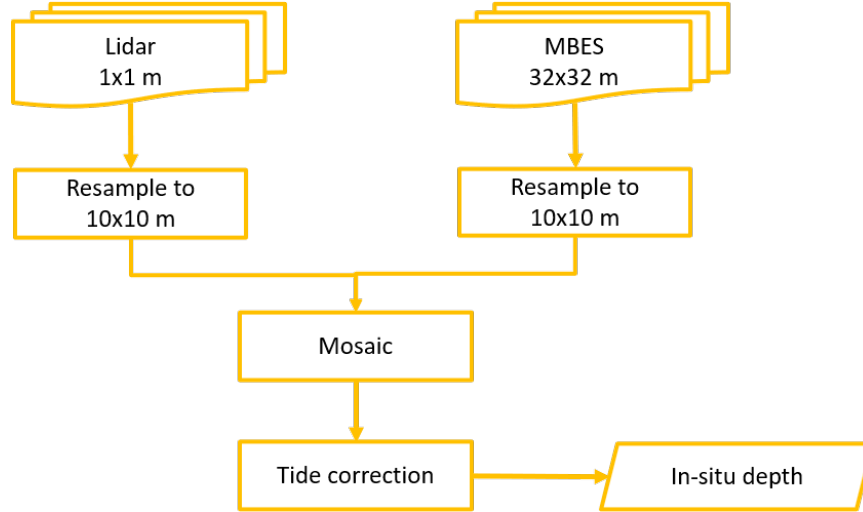 Lidar
1x1 m
MBES
32x32 m
Resample to
10x10 m
Resample to
10x10 m
Mosaic
Tide correction
In-situ depth